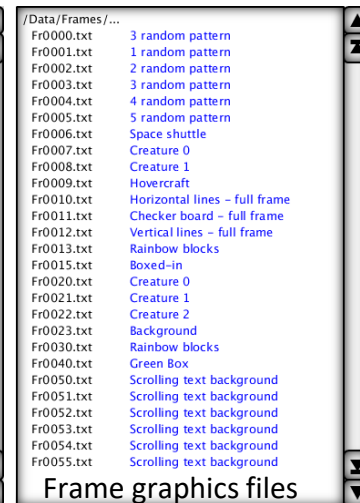 /Data/Frames/...
Fr0000.txt 3 random pattern
Fr0001.txt 1 random pattern
Fr0002.txt 2 random pattern
Fr0003.txt 3 random pattern
Fr0004.txt 4 random pattern
Fr0005.txt 5 random pattern
Fr0006.txt Space shuttle
Fr0007.txt Creature 0
Fr0008.txt Creature 1
Fr0009.txt Hovercraft
Fr0010.txt Horizontal lines - full frame
Fr0011.txt Checker board - full frame
Fr0012.txt Vertical lines - full frame
Fr0013.txt Rainbow blocks
Fr0015.txt Boxed-in
Fr0020.txt Creature 0
Fr0021.txt Creature 1
Fr0022.txt Creature 2
Fr0023.txt Background
Fr0030.txt Rainbow blocks
Fr0040.txt Green Box
Fr0050.txt Scrolling text background
Fr0051.txt Scrolling text background
Fr0052.txt Scrolling text background
Fr0053.txt Scrolling text background
Fr0054.txt Scrolling text background
Fr0055.txt Scrolling text background
Frame graphics files